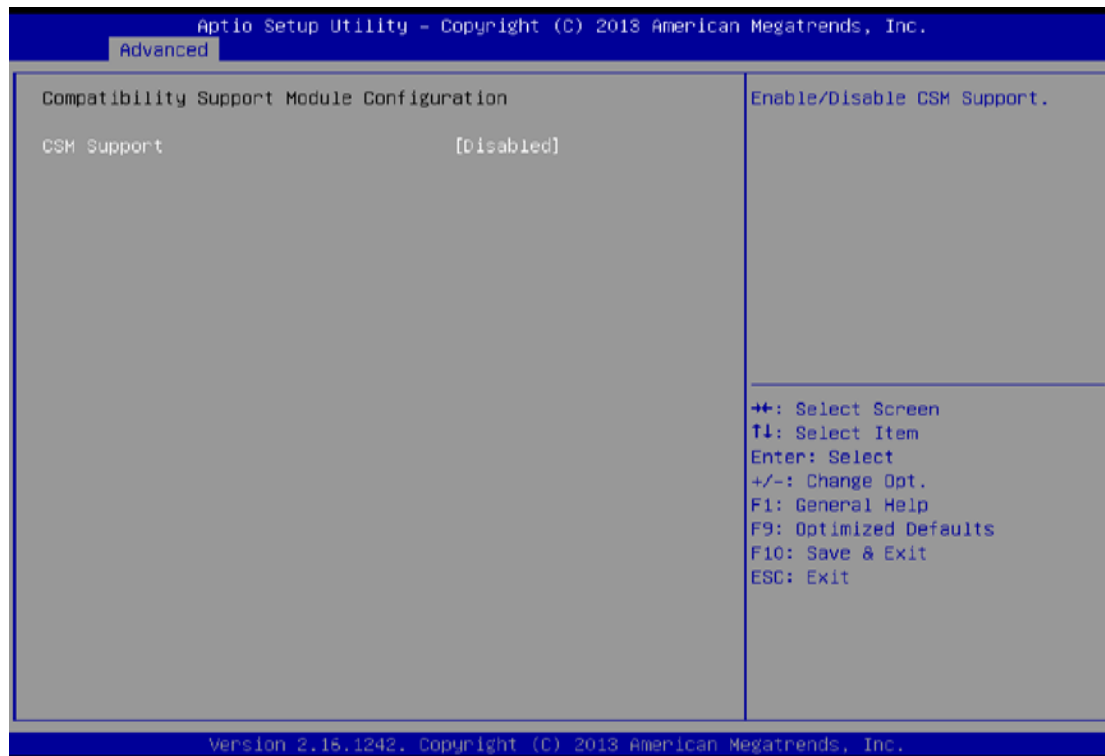 Aptio Setup Utility – Copyright (C) 2013 American Megatrends, Inc.
Advanced
Compatibility Support Module Configuration
CSM Support [Disabled]
Enable/Disable CSM Support.
→←: Select Screen
↑↓: Select Item
Enter: Select
+/-: Change Opt.
F1: General Help
F9: Optimized Defaults
F10: Save & Exit
ESC: Exit
Version 2.16.1242. Copyright (C) 2013 American Megatrends, Inc.